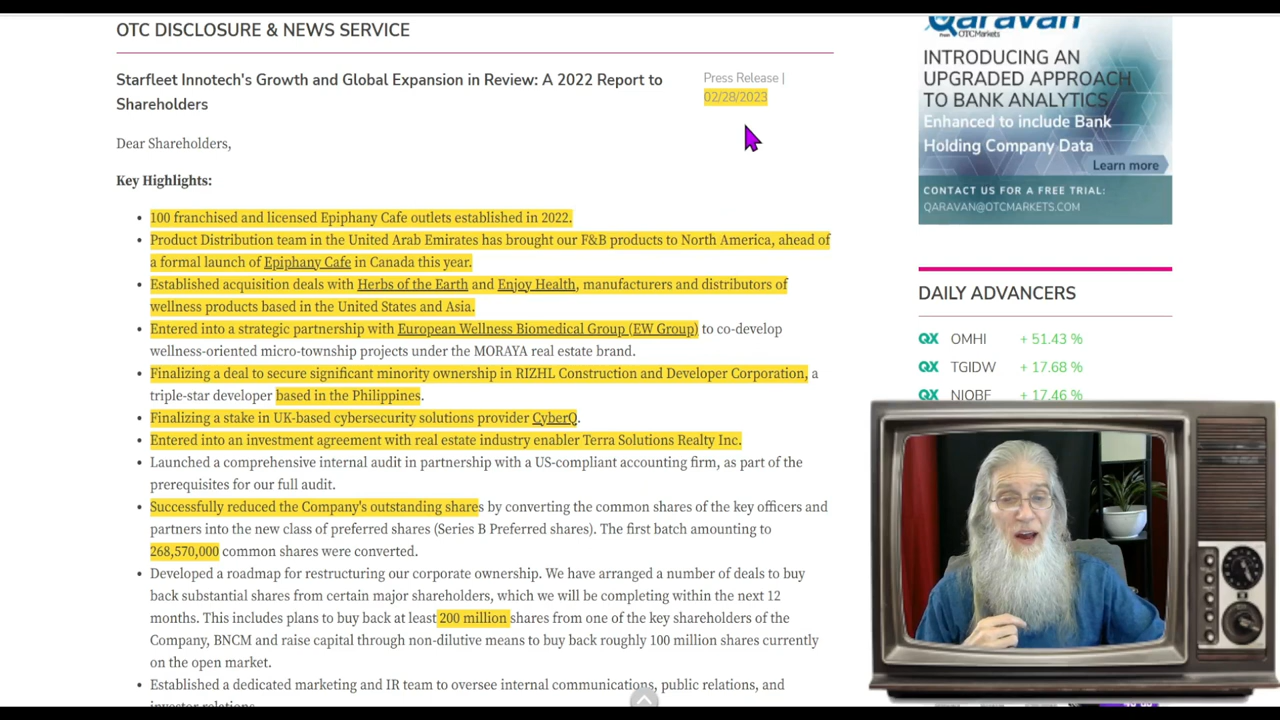 OTC DISCLOSURE & NEWS SERVICE
Starfleet Innotech's Growth and Global Expansion in Review: A 2022 Report to
Shareholders
Press Release |
02/28/2023
Dear Shareholders,
Key Highlights:
• 100 franchised and licensed Epiphany Cafe outlets established in 2022.
• Product Distribution team in the United Arab Emirates has brought our F&B products to North America, ahead of
a formal launch of Epiphany Cafe in Canada this year.
• Established acquisition deals with Herbs of the Earth and Enjoy Health, manufacturers and distributors of
wellness products based in the United States and Asia.
• Entered into a strategic partnership with European Wellness Biomedical Group (EW Group) to co-develop
wellness-oriented micro-township projects under the MORAYA real estate brand.
• Finalizing a deal to secure significant minority ownership in RIZHL Construction and Developer Corporation, a
triple-star developer based in the Philippines.
• Finalizing a stake in UK-based cybersecurity solutions provider CyberQ.
• Entered into an investment agreement with real estate industry enabler Terra Solutions Realty Inc.
• Launched a comprehensive internal audit in partnership with a US-compliant accounting firm, as part of the
prerequisites for our full audit.
• Successfully reduced the Company's outstanding shares by converting the common shares of the key officers and
partners into the new class of preferred shares (Series B Preferred shares). The first batch amounting to
268,570,000 common shares were converted.
• Developed a roadmap for restructuring our corporate ownership. We have arranged a number of deals to buy
back substantial shares from certain major shareholders, which we will be completing within the next 12
months. This includes plans to buy back at least 200 million shares from one of the key shareholders of the
Company, BNCM and raise capital through non-dilutive means to buy back roughly 100 million shares currently
on the open market.
• Established a dedicated marketing and IR team to oversee internal communications, public relations, and
investor relations.
Qaravan
From OTCMarkets
INTRODUCING AN
UPGRADED APPROACH
TO BANK ANALYTICS
Enhanced to include Bank
Holding Company Data
Learn more
CONTACT US FOR A FREE TRIAL:
QARAVAN@OTCMARKETS.COM
DAILY ADVANCERS
QX OMHI + 51.43 %
QX TGIDW + 17.68 %
QX NIOBF + 17.46 %